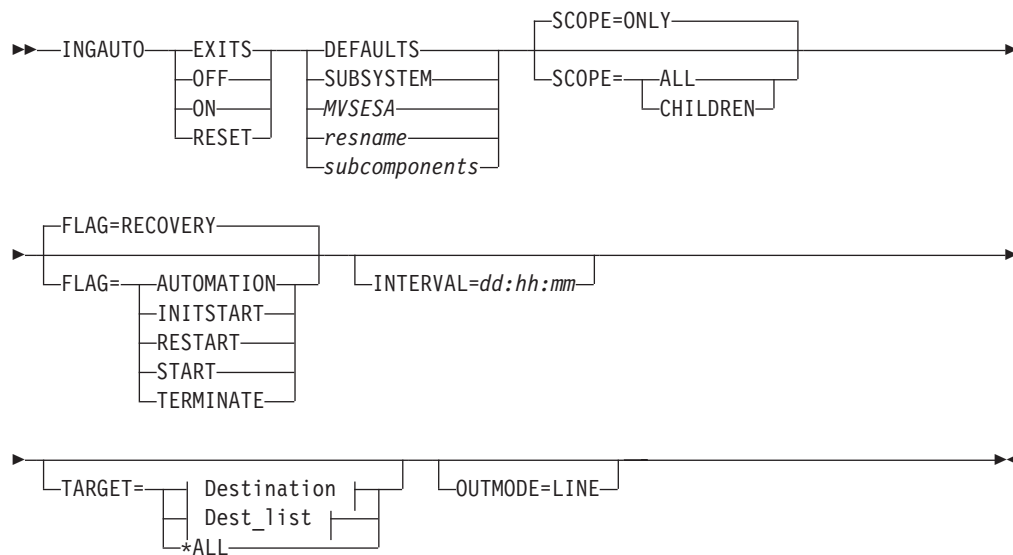 SCOPE=ONLY
INGAUTO EXITS DEFAULTS
OFF SUBSYSTEM SCOPE= ALL
ON MVSESA CHILDREN
RESET resname
subcomponents
FLAG=RECOVERY
FLAG= AUTOMATION INTERVAL=dd:hh:mm
INITSTART
RESTART
START
TERMINATE
TARGET= Destination OUTMODE=LINE
Dest_list
*ALL